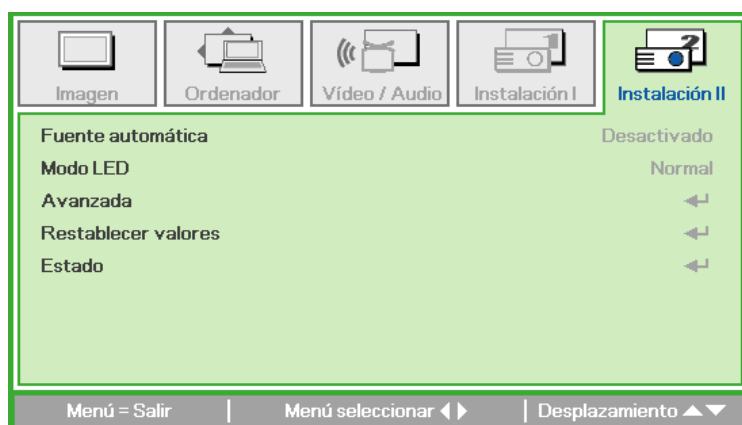 Imagen Ordenador Vídeo / Audio Instalación I Instalación II
Fuente automática Desactivado
Modo LED Normal
Avanzada
Restablecer valores
Estado
Menú = Salir Menú seleccionar Desplazamiento